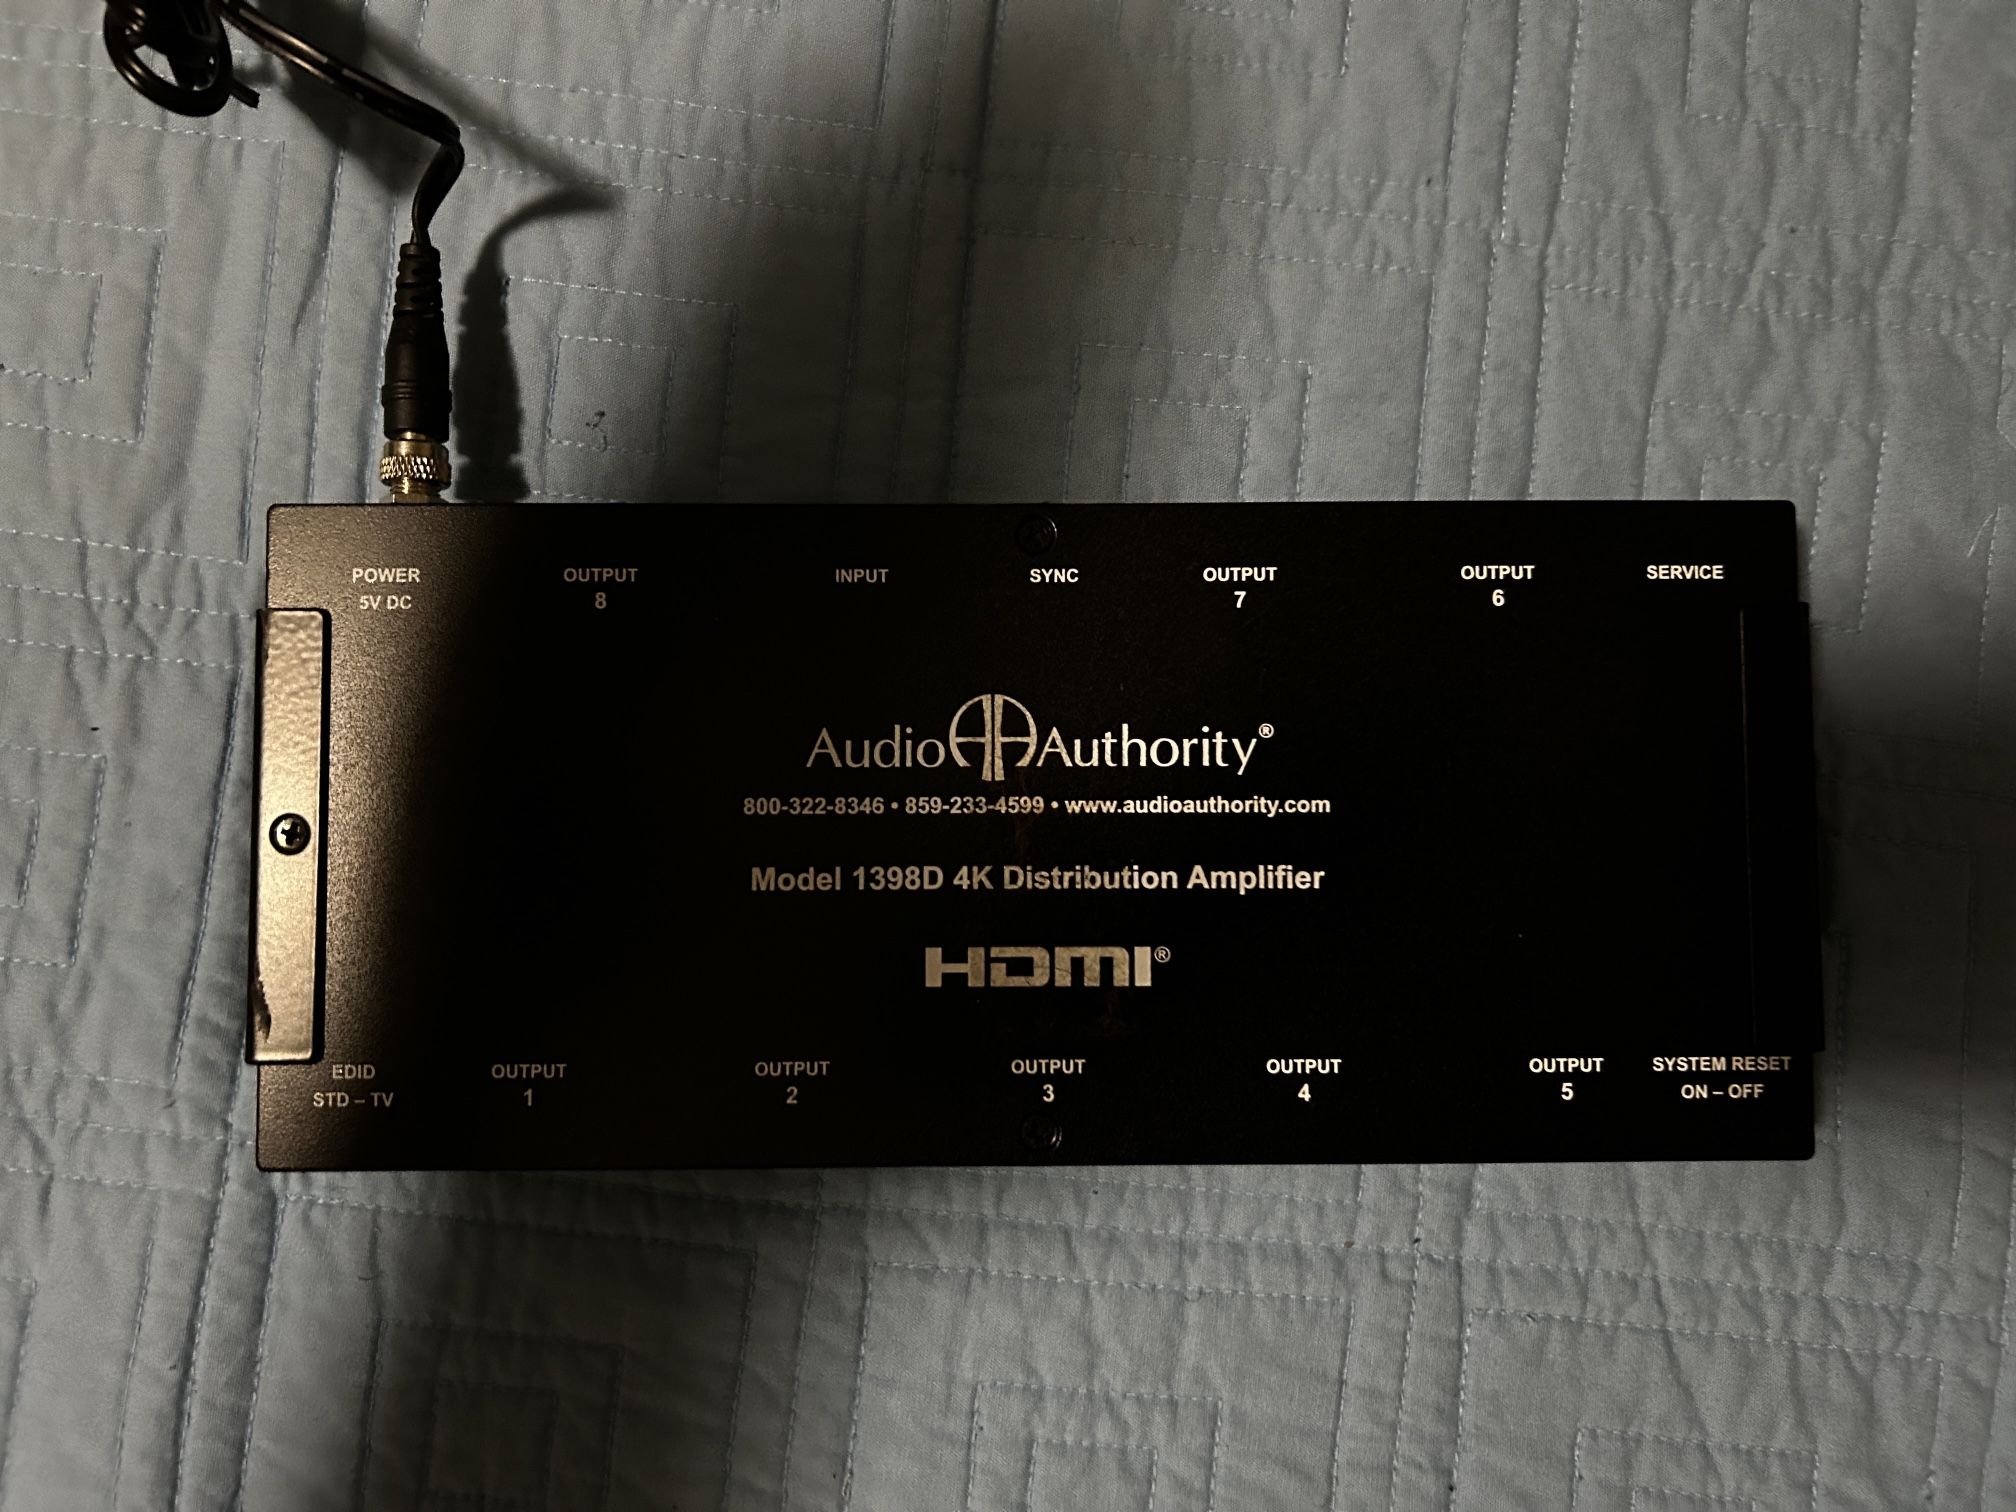 POWER
5V DC
OUTPUT
8
INPUT
SYNC
OUTPUT
7
OUTPUT
6
SERVICE
Audio Authority®
800-322-8346 • 859-233-4599 • www.audioauthority.com
Model 1398D 4K Distribution Amplifier
HDMI®
EDID
STD – TV
OUTPUT
1
OUTPUT
2
OUTPUT
3
OUTPUT
4
OUTPUT
5
SYSTEM RESET
ON – OFF